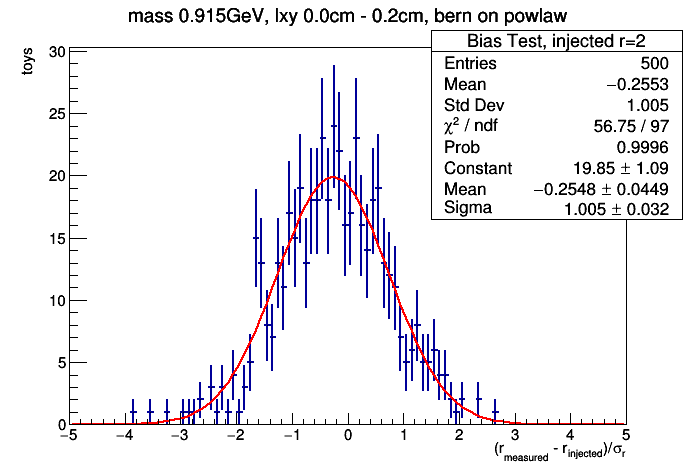 mass 0.915GeV, lxy 0.0cm - 0.2cm, bern on powlaw
toys
Bias Test, injected r=2
Entries 500
Mean −0.2553
Std Dev 1.005
χ² / ndf 56.75 / 97
Prob 0.9996
Constant 19.85 ± 1.09
Mean −0.2548 ± 0.0449
Sigma 1.005 ± 0.032
30
25
20
15
10
5
0
−5 −4 −3 −2 −1 0 1 2 3 4 5
(r_measured - r_injected)/σ_r